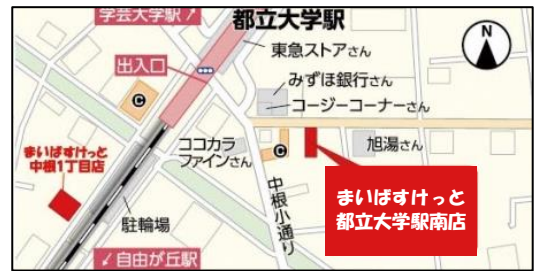 学芸大学駅↗
都立大学駅
N
東急ストアさん
出入口
みずほ銀行さん
C
コージーコーナーさん
まいばすけっと
中根1丁目店
ココカラ
ファインさん
C
旭湯さん
中根小通り
まいばすけっと
都立大学駅南店
駐輪場
↙自由が丘駅